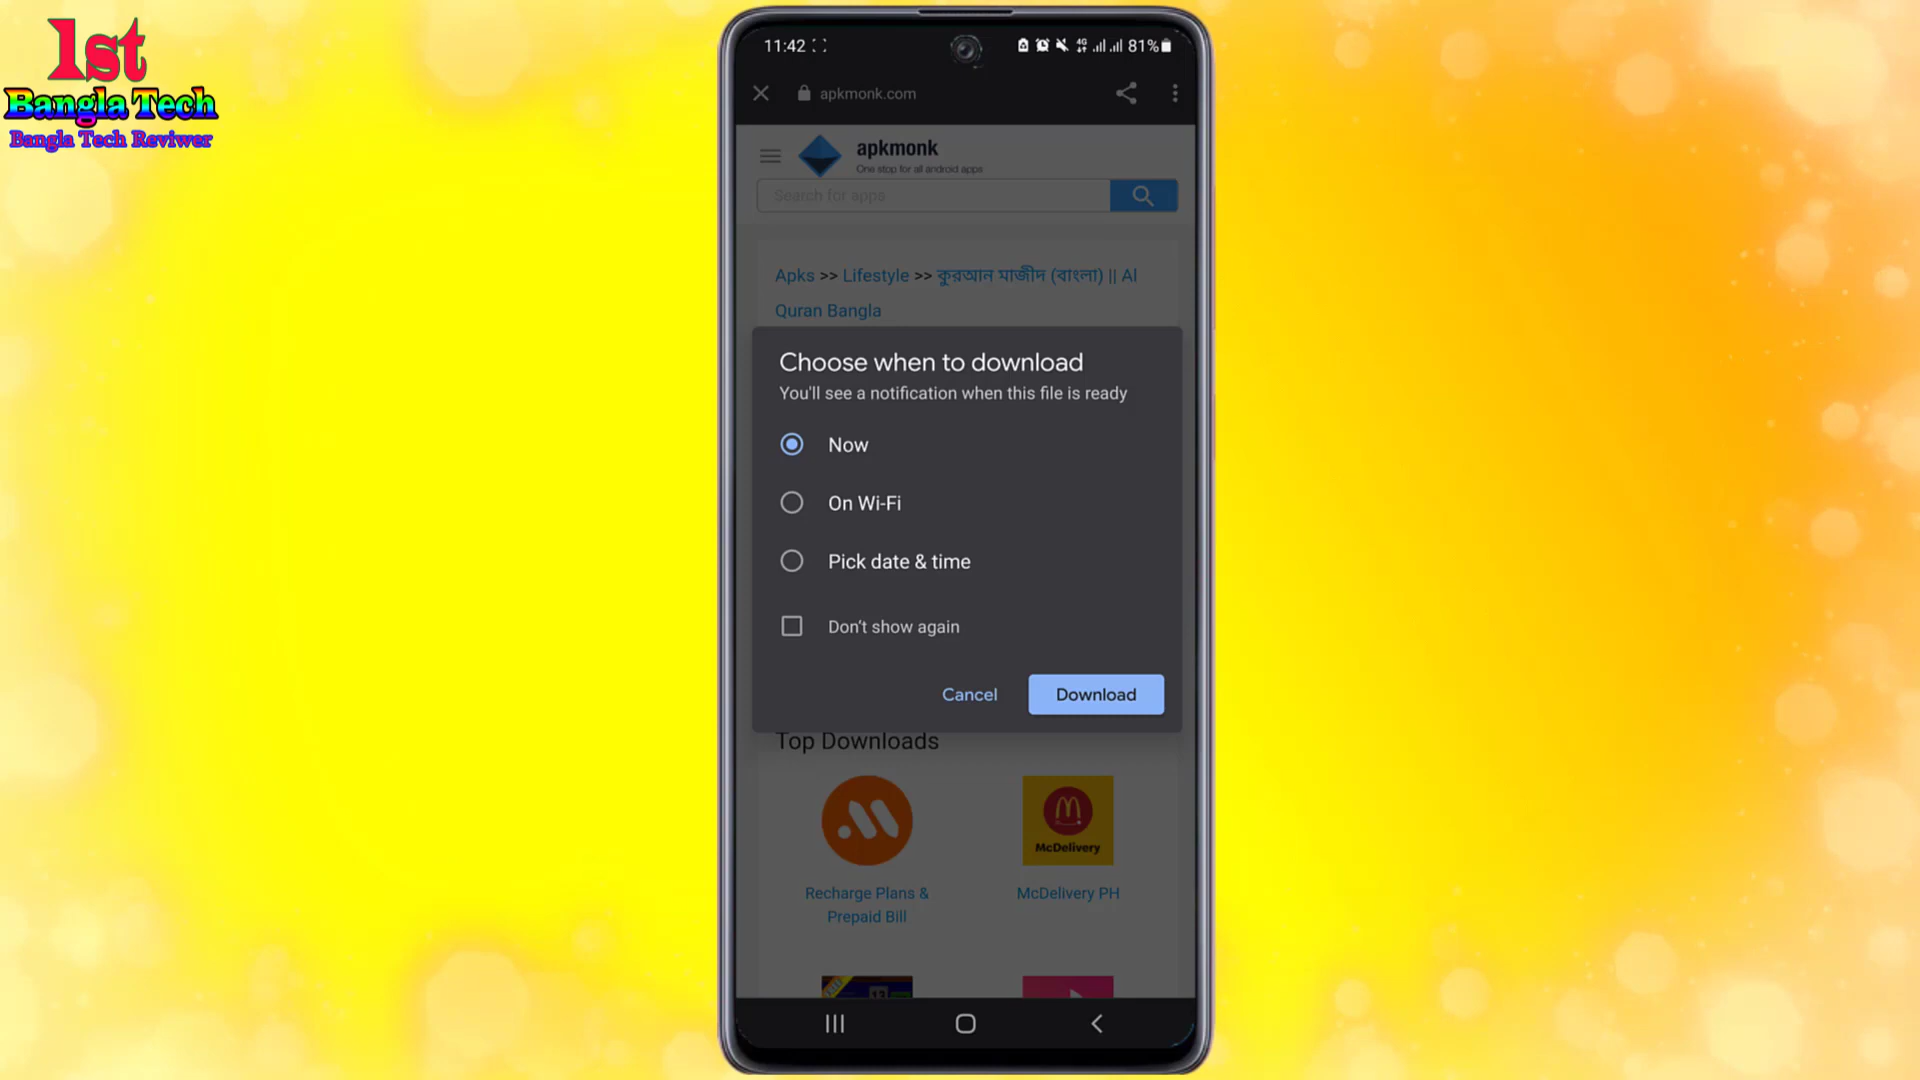 1st
Bangla Tech
Bangla Tech Reviwer
11:42
4G
81%
apkmonk.com
apkmonk
One stop for all android apps
Search for apps
Apks >> Lifestyle >> কুরআন মাজীদ (বাংলা) || Al
Quran Bangla
Choose when to download
You'll see a notification when this file is ready
Now
On Wi-Fi
Pick date & time
Don't show again
Cancel
Download
Top Downloads
McDelivery
Recharge Plans &
Prepaid Bill
McDelivery PH
FREE
13